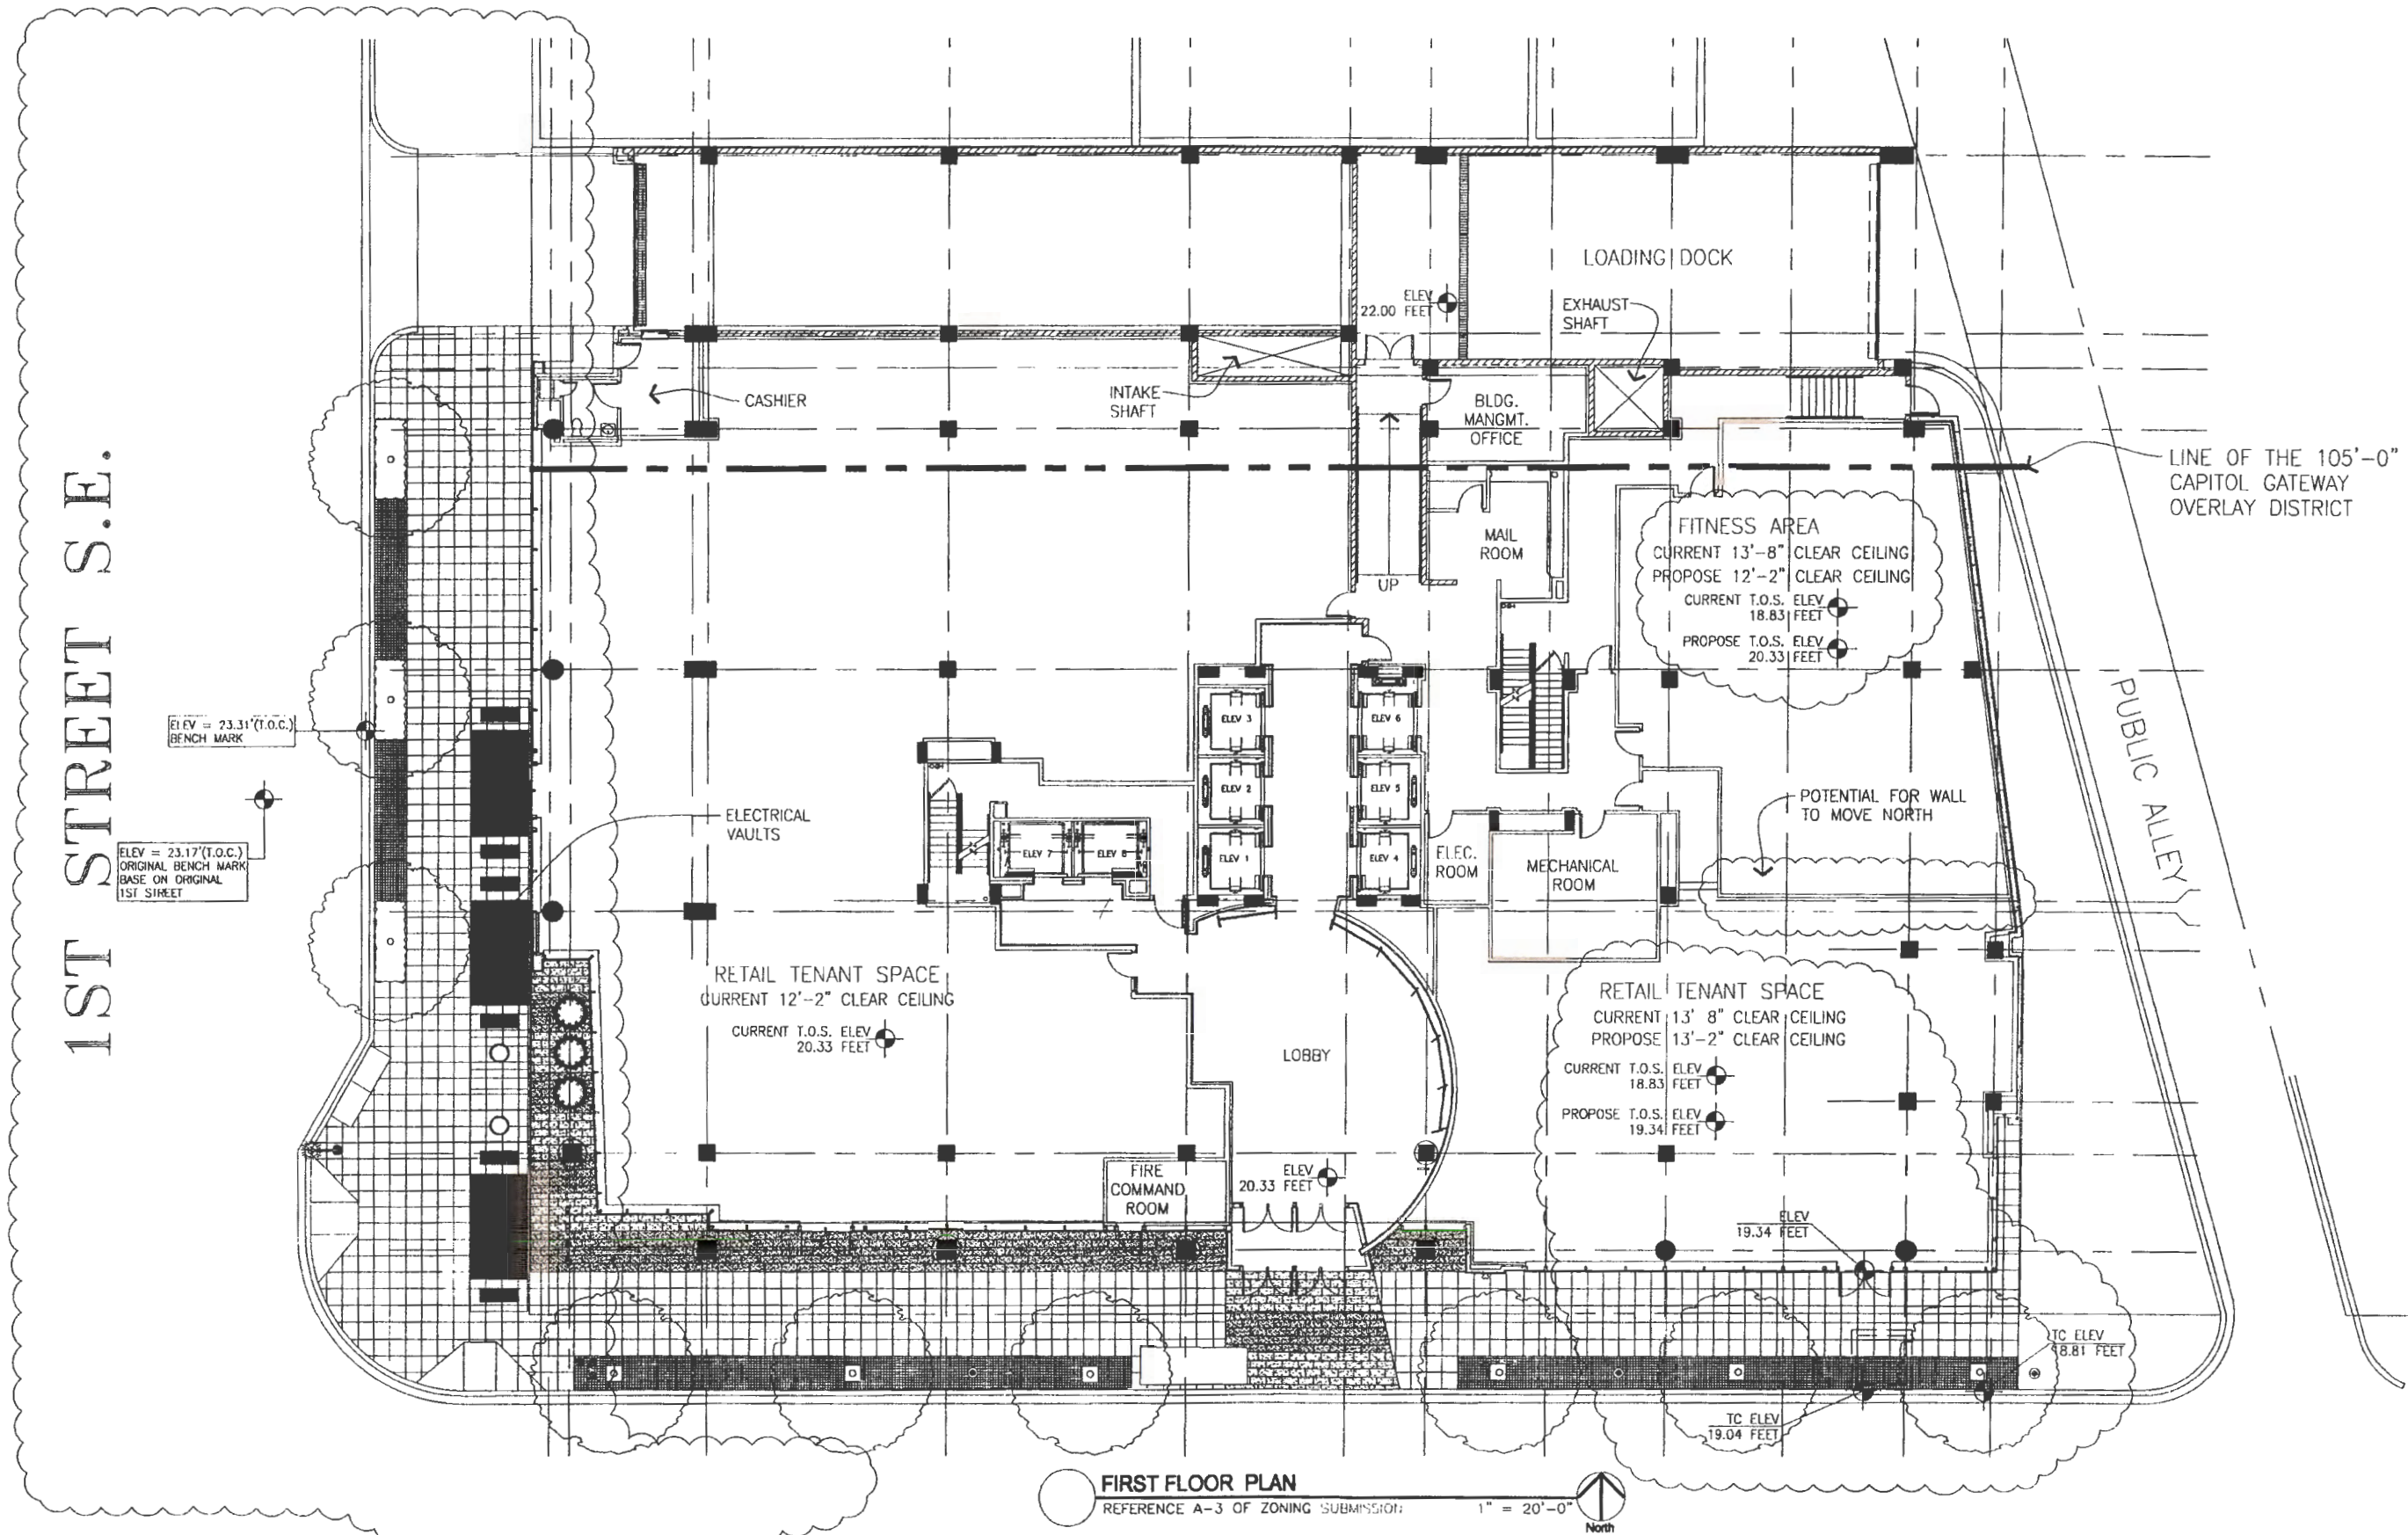 LOADING DOCK
EXHAUST
SHAFT
ELEV
22.00 FEET
CASHIER
INTAKE
SHAFT
BLDG.
MANGMT.
OFFICE
LINE OF THE 105'-0"
CAPITOL GATEWAY
OVERLAY DISTRICT
1ST STREET S.E.
MAIL
ROOM
UP
FITNESS AREA
CURRENT 13'-8" CLEAR CEILING
PROPOSE 12'-2" CLEAR CEILING
CURRENT T.O.S. ELEV
18.83 FEET
PROPOSE T.O.S. ELEV
20.33 FEET
PUBLIC ALLEY
ELEV = 23.31'(T.O.C.)
BENCH MARK
ELEV = 23.17'(T.O.C.)
ORIGINAL BENCH MARK
BASE ON ORIGINAL
1ST STREET
ELECTRICAL
VAULTS
ELEV 3
ELEV 6
ELEV 2
ELEV 5
ELEV 7
ELEV 8
ELEV 1
ELEV 4
ELEC.
ROOM
MECHANICAL
ROOM
POTENTIAL FOR WALL
TO MOVE NORTH
RETAIL TENANT SPACE
CURRENT 12'-2" CLEAR CEILING
CURRENT T.O.S. ELEV
20.33 FEET
LOBBY
RETAIL TENANT SPACE
CURRENT 13' 8" CLEAR CEILING
PROPOSE 13'-2" CLEAR CEILING
CURRENT T.O.S. ELEV
18.83 FEET
PROPOSE T.O.S. ELEV
19.34 FEET
FIRE
COMMAND
ROOM
ELEV
20.33 FEET
ELEV
19.34 FEET
TC ELEV
18.81 FEET
TC ELEV
19.04 FEET
FIRST FLOOR PLAN
REFERENCE A-3 OF ZONING SUBMISSION
1" = 20'-0"
North